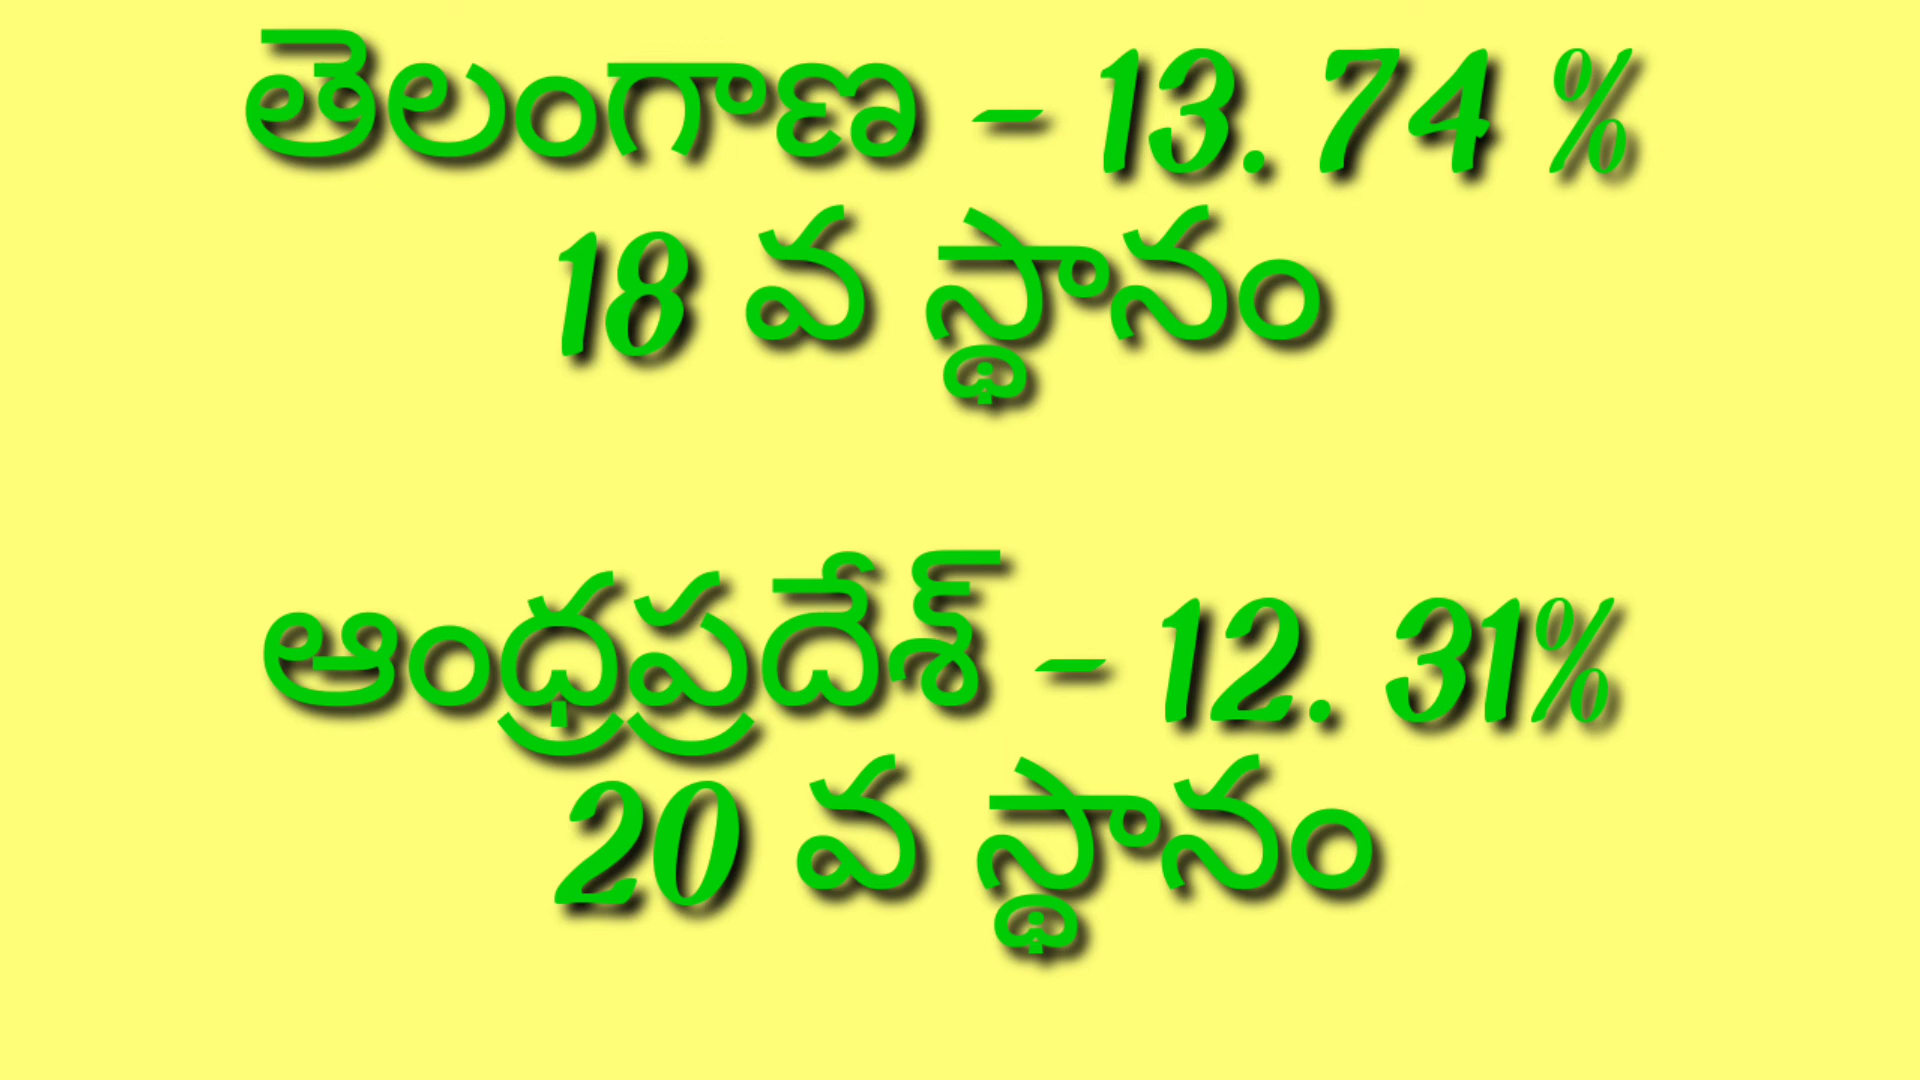 తెలంగాణ - 13.74 %
18 వ స్థానం
ఆంధ్రప్రదేశ్ - 12.31%
20 వ స్థానం